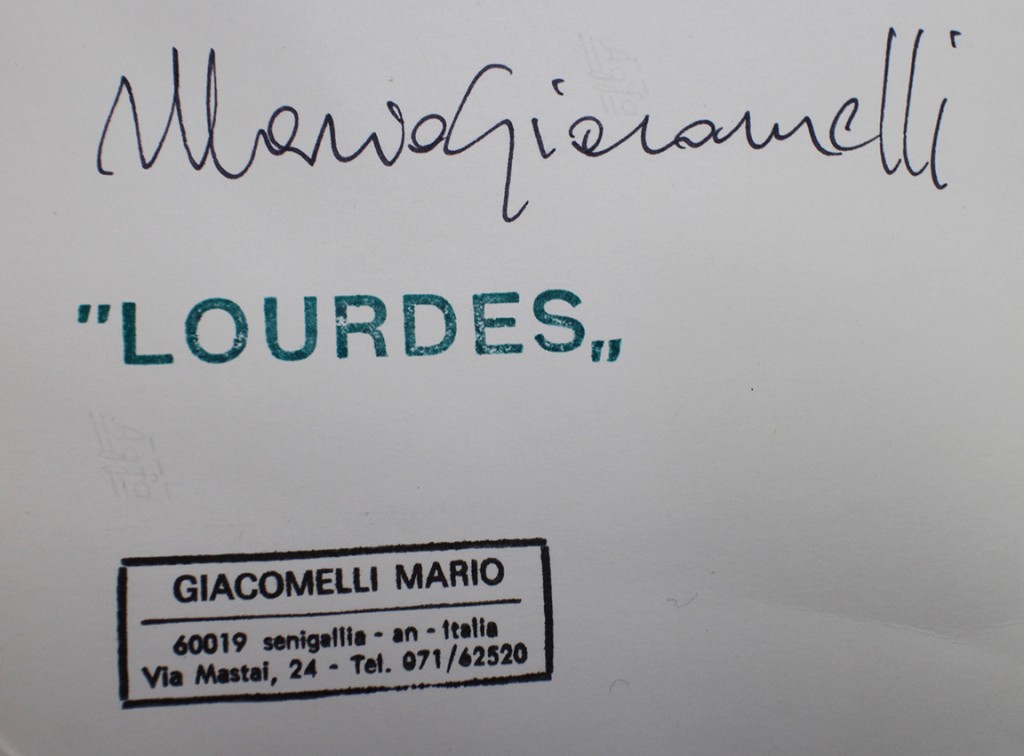 Mario Giacomelli
"LOURDES„
GIACOMELLI MARIO
60019 senigallia - an - italia
Via Mastai, 24 - Tel. 071/62520